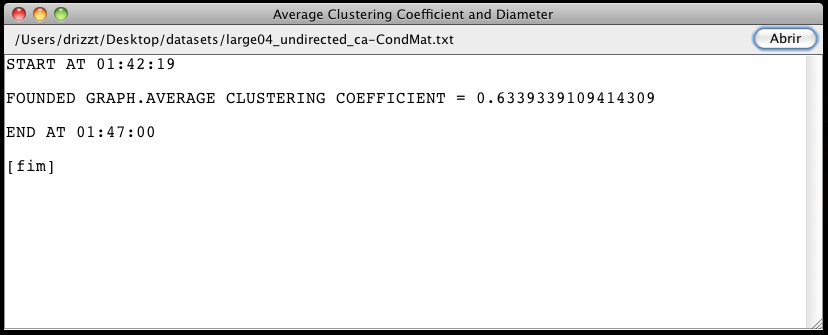 Average Clustering Coefficient and Diameter
/Users/drizzt/Desktop/datasets/large04_undirected_ca-CondMat.txt
Abrir
START AT 01:42:19
FOUNDED GRAPH.AVERAGE CLUSTERING COEFFICIENT = 0.6339339109414309
END AT 01:47:00
[fim]